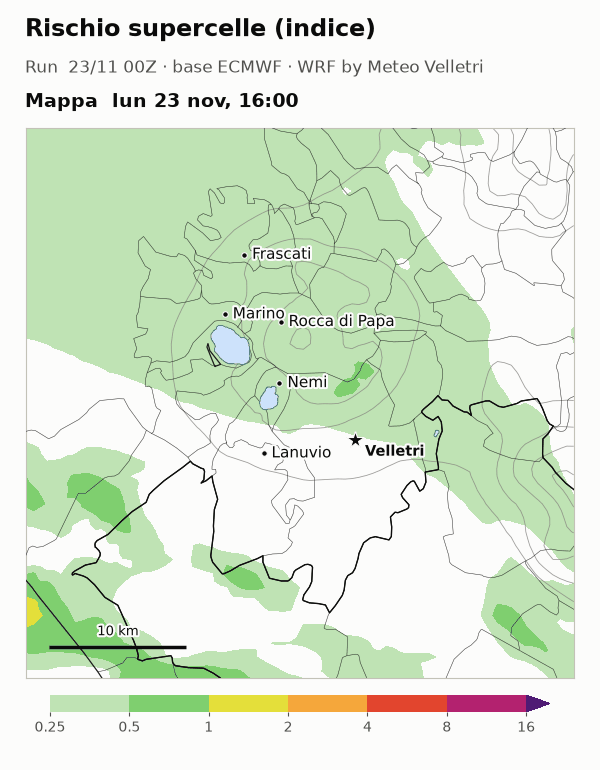 Rischio supercelle (indice)
Run  23/11 00Z · base ECMWF · WRF by Meteo Velletri
Mappa  lun 23 nov, 16:00
Frascati
Marino
Rocca di Papa
Nemi
Velletri
Lanuvio
10 km
0.25 0.5 1 2 4 8 16